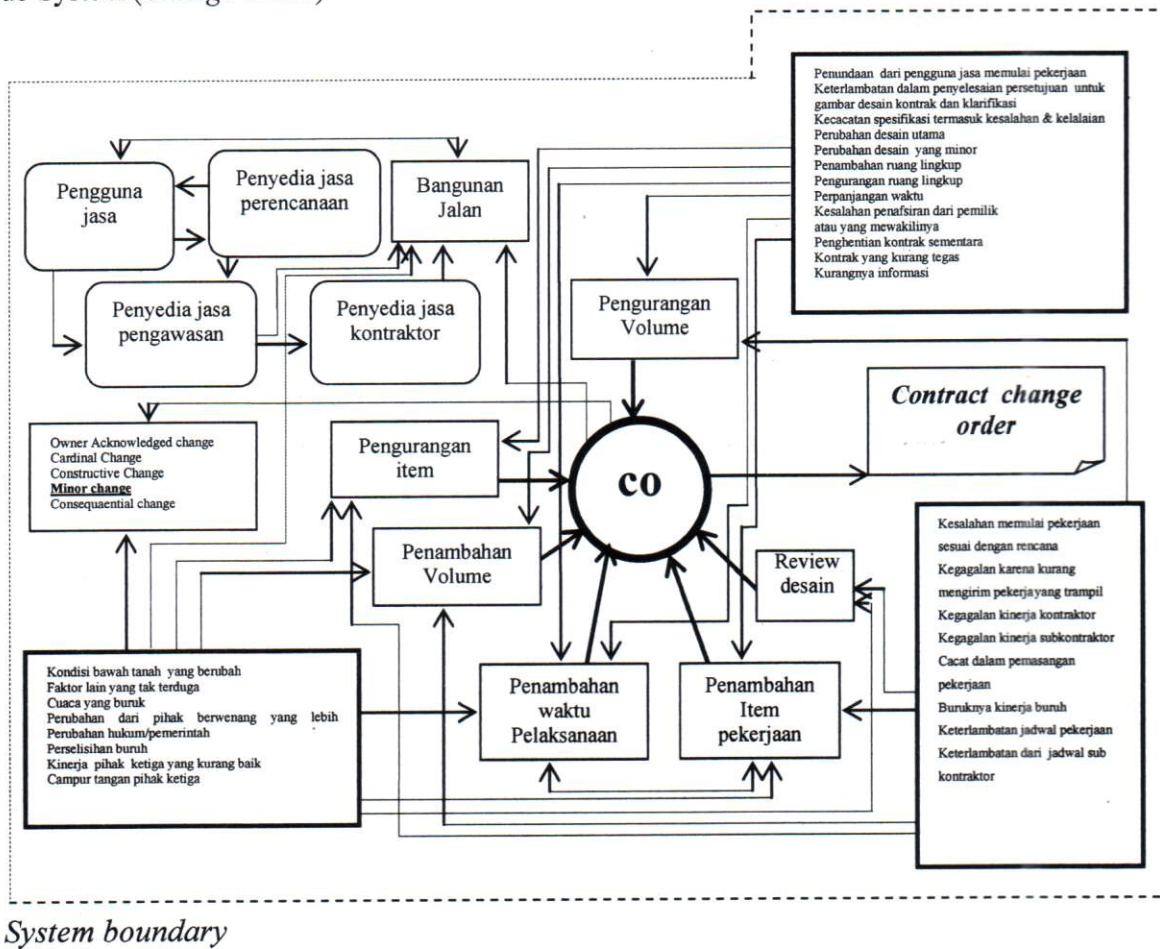 Penundaan dari pengguna jasa memulai pekerjaan
Keterlambatan dalam penyelesaian persetujuan untuk
gambar desain kontrak dan klarifikasi
Kecacatan spesifikasi termasuk kesalahan & kelalaian
Perubahan desain utama
Perubahan desain yang minor
Penambahan ruang lingkup
Pengurangan ruang lingkup
Perpanjangan waktu
Kesalahan penafsiran dari pemilik
atau yang mewakilinya
Penghentian kontrak sementara
Kontrak yang kurang tegas
Kurangnya informasi
Pengguna
jasa
Penyedia jasa
perencanaan
Bangunan
Jalan
Penyedia jasa
pengawasan
Penyedia jasa
kontraktor
Pengurangan
Volume
Contract change
order
Owner Acknowledged change
Cardinal Change
Constructive Change
Minor change
Consequaential change
Pengurangan
item
co
Penambahan
Volume
Review
desain
Kesalahan memulai pekerjaan
sesuai dengan rencana
Kegagalan karena kurang
mengirim pekerja yang trampil
Kegagalan kinerja kontraktor
Kegagalan kinerja subkontraktor
Cacat dalam pemasangan
pekerjaan
Buruknya kinerja buruh
Keterlambatan jadwal pekerjaan
Keterlambatan dari jadwal sub
kontraktor
Kondisi bawah tanah yang berubah
Faktor lain yang tak terduga
Cuaca yang buruk
Perubahan dari pihak berwenang yang lebih
Perubahan hukum/pemerintah
Perselisihan buruh
Kinerja pihak ketiga yang kurang baik
Campur tangan pihak ketiga
Penambahan
waktu
Pelaksanaan
Penambahan
Item
pekerjaan
System boundary